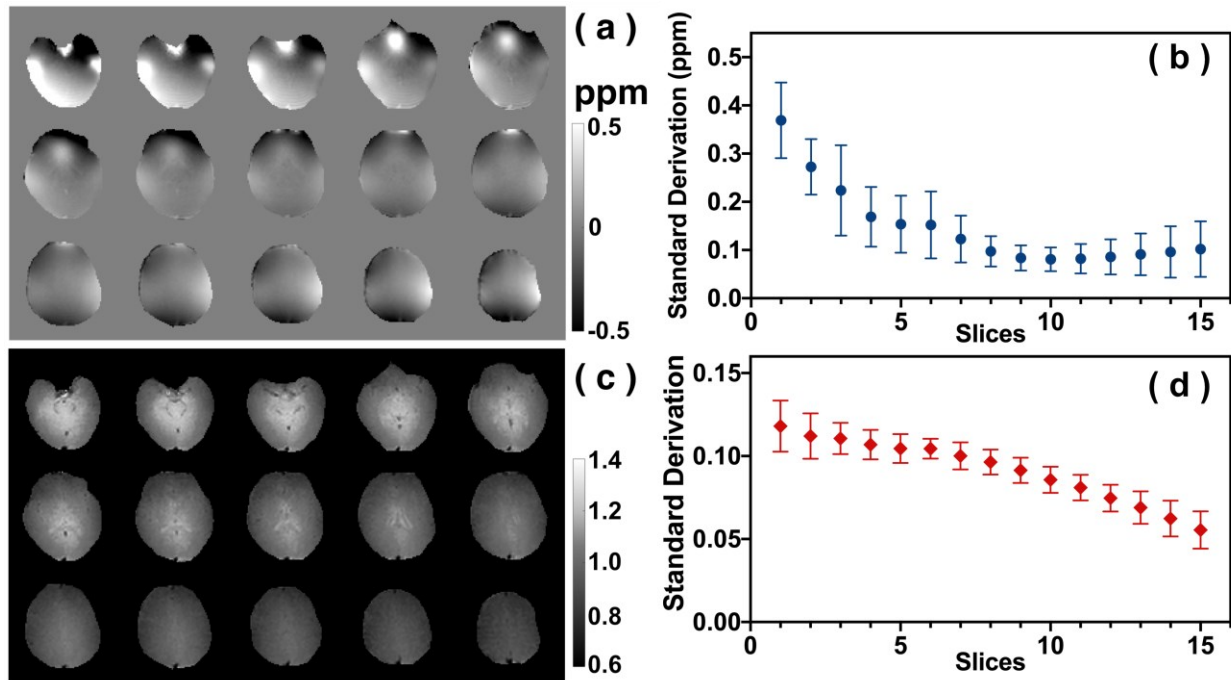 ( a )
ppm
0.5
0
-0.5
( b )
Standard Derivation (ppm)
0.5
0.4
0.3
0.2
0.1
0.0
0 5 10 15
Slices
( c )
1.4
1.2
1.0
0.8
0.6
( d )
Standard Derivation
0.15
0.10
0.05
0.00
0 5 10 15
Slices